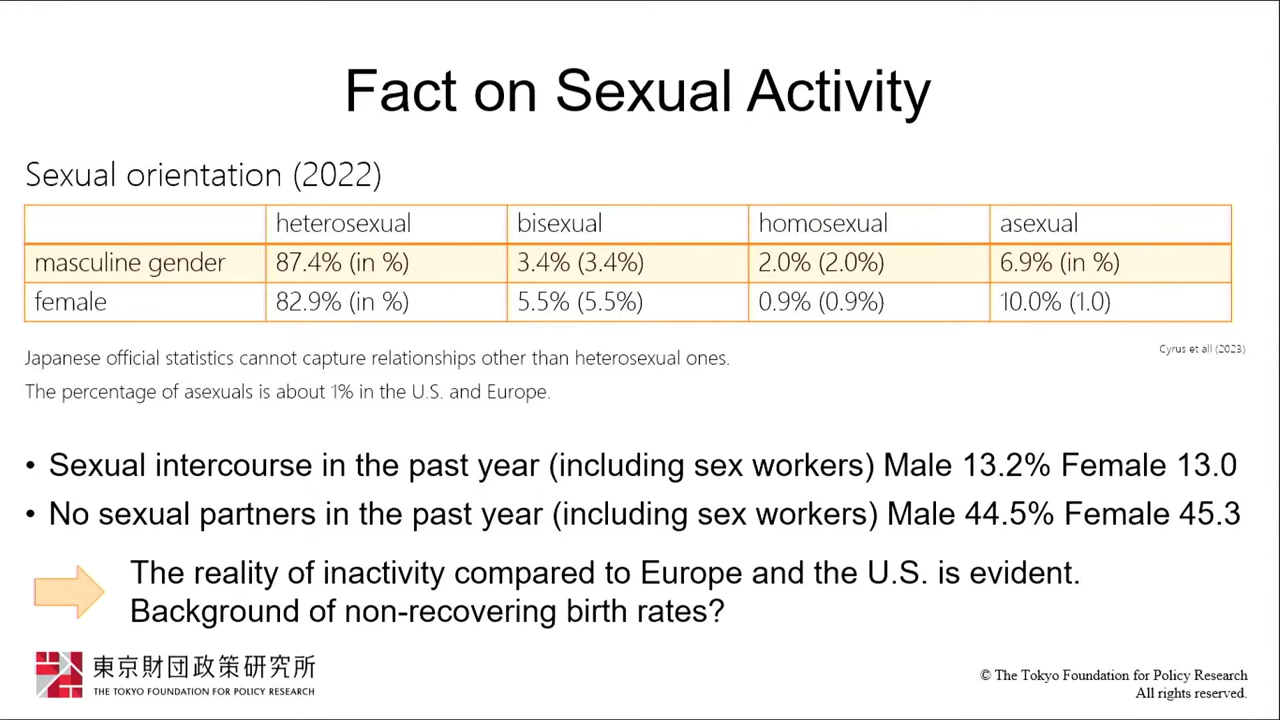 Fact on Sexual Activity
Sexual orientation (2022)
heterosexual bisexual homosexual asexual
masculine gender 87.4% (in %) 3.4% (3.4%) 2.0% (2.0%) 6.9% (in %)
female 82.9% (in %) 5.5% (5.5%) 0.9% (0.9%) 10.0% (1.0)
Cyrus et all (2023)
Japanese official statistics cannot capture relationships other than heterosexual ones.
The percentage of asexuals is about 1% in the U.S. and Europe.
• Sexual intercourse in the past year (including sex workers) Male 13.2% Female 13.0
• No sexual partners in the past year (including sex workers) Male 44.5% Female 45.3
The reality of inactivity compared to Europe and the U.S. is evident.
Background of non-recovering birth rates?
東京財団政策研究所
THE TOKYO FOUNDATION FOR POLICY RESEARCH
© The Tokyo Foundation for Policy Research
All rights reserved.